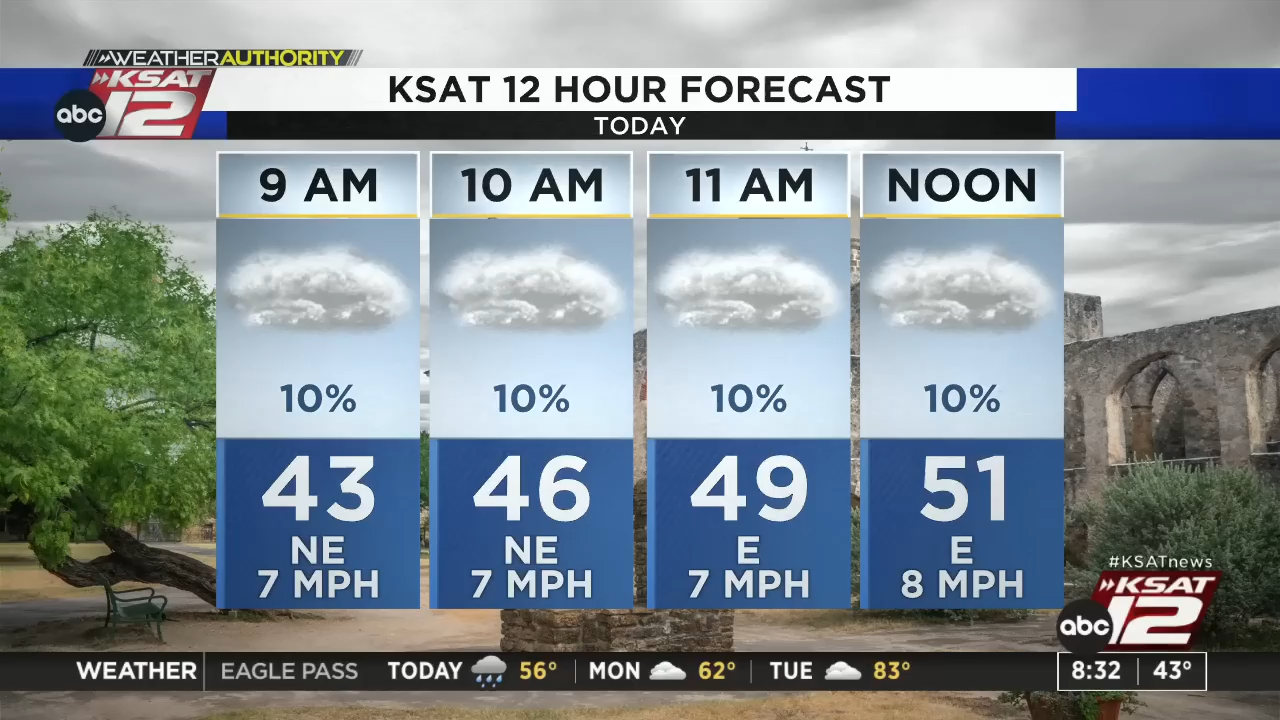 WEATHERAUTHORITY
KSAT
abc 12
KSAT 12 HOUR FORECAST
TODAY
9 AM
10%
43
NE
7 MPH
10 AM
10%
46
NE
7 MPH
11 AM
10%
49
E
7 MPH
NOON
10%
51
E
8 MPH
#KSATnews
KSAT
abc 12
WEATHER EAGLE PASS TODAY 56° MON 62° TUE 83° 8:32 43°